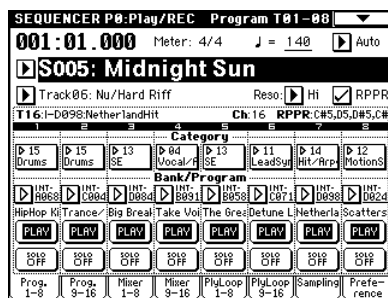 SEQUENCER P0:Play/REC Program T01-08
001:01.000 Meter: 4/4 ♩ = 140 Auto
S005: Midnight Sun
Track06: Nu/Hard Riff Reso: Hi RPPR
T16:I-D098:NetherlandHit Ch:16 RPPR:C#5,D5,D#5,C#
1 2 3 4 5 6 7 8
Category
15 Drums 15 Drums 13 SE 04 Vocal/A 13 SE 11 LeadSyn 14 Hit/Arp 12 MotionS
Bank/Program
INT-A068 INT-C004 INT-D084 INT-B091 INT-B058 INT-C071 INT-D098 INT-D024
HipHop Ki Trance/ Big Break Take Voi The Grea Detune L Netherla Scatters
PLAY PLAY PLAY PLAY PLAY PLAY PLAY PLAY
SOLO OFF SOLO OFF SOLO OFF SOLO OFF SOLO OFF SOLO OFF SOLO OFF SOLO OFF
Prog. 1-8 Prog. 9-16 Mixer 1-8 Mixer 9-16 PlyLoop 1-8 PlyLoop 9-16 Sampling Prefe-rence